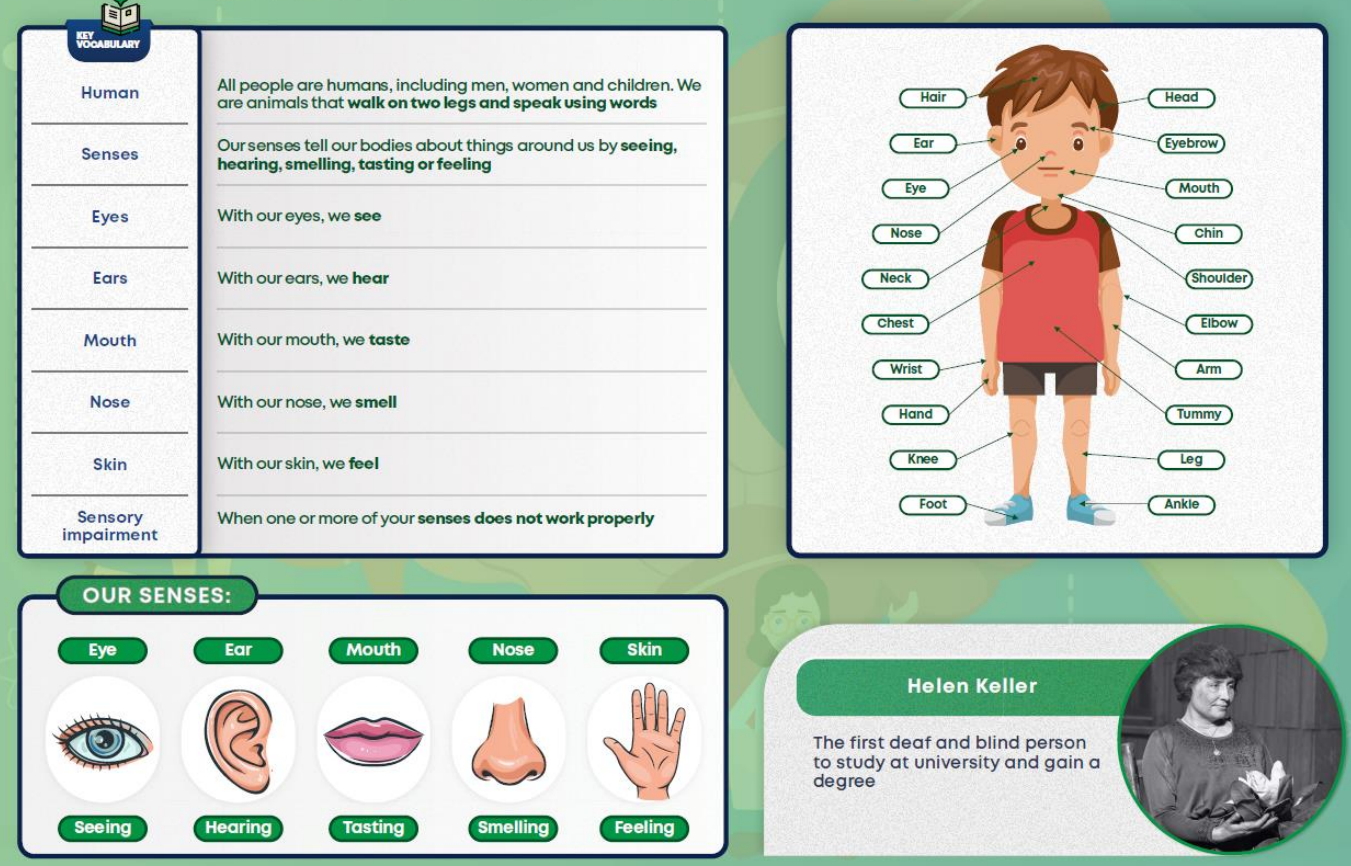 KEY
VOCABULARY
Human
All people are humans, including men, women and children. We
are animals that walk on two legs and speak using words
Senses
Our senses tell our bodies about things around us by seeing,
hearing, smelling, tasting or feeling
Eyes
With our eyes, we see
Ears
With our ears, we hear
Mouth
With our mouth, we taste
Nose
With our nose, we smell
Skin
With our skin, we feel
Sensory
impairment
When one or more of your senses does not work properly
Hair
Head
Ear
Eyebrow
Eye
Mouth
Nose
Chin
Neck
Shoulder
Chest
Elbow
Wrist
Arm
Hand
Tummy
Knee
Leg
Foot
Ankle
OUR SENSES:
Eye
Ear
Mouth
Nose
Skin
Seeing
Hearing
Tasting
Smelling
Feeling
Helen Keller
The first deaf and blind person
to study at university and gain a
degree